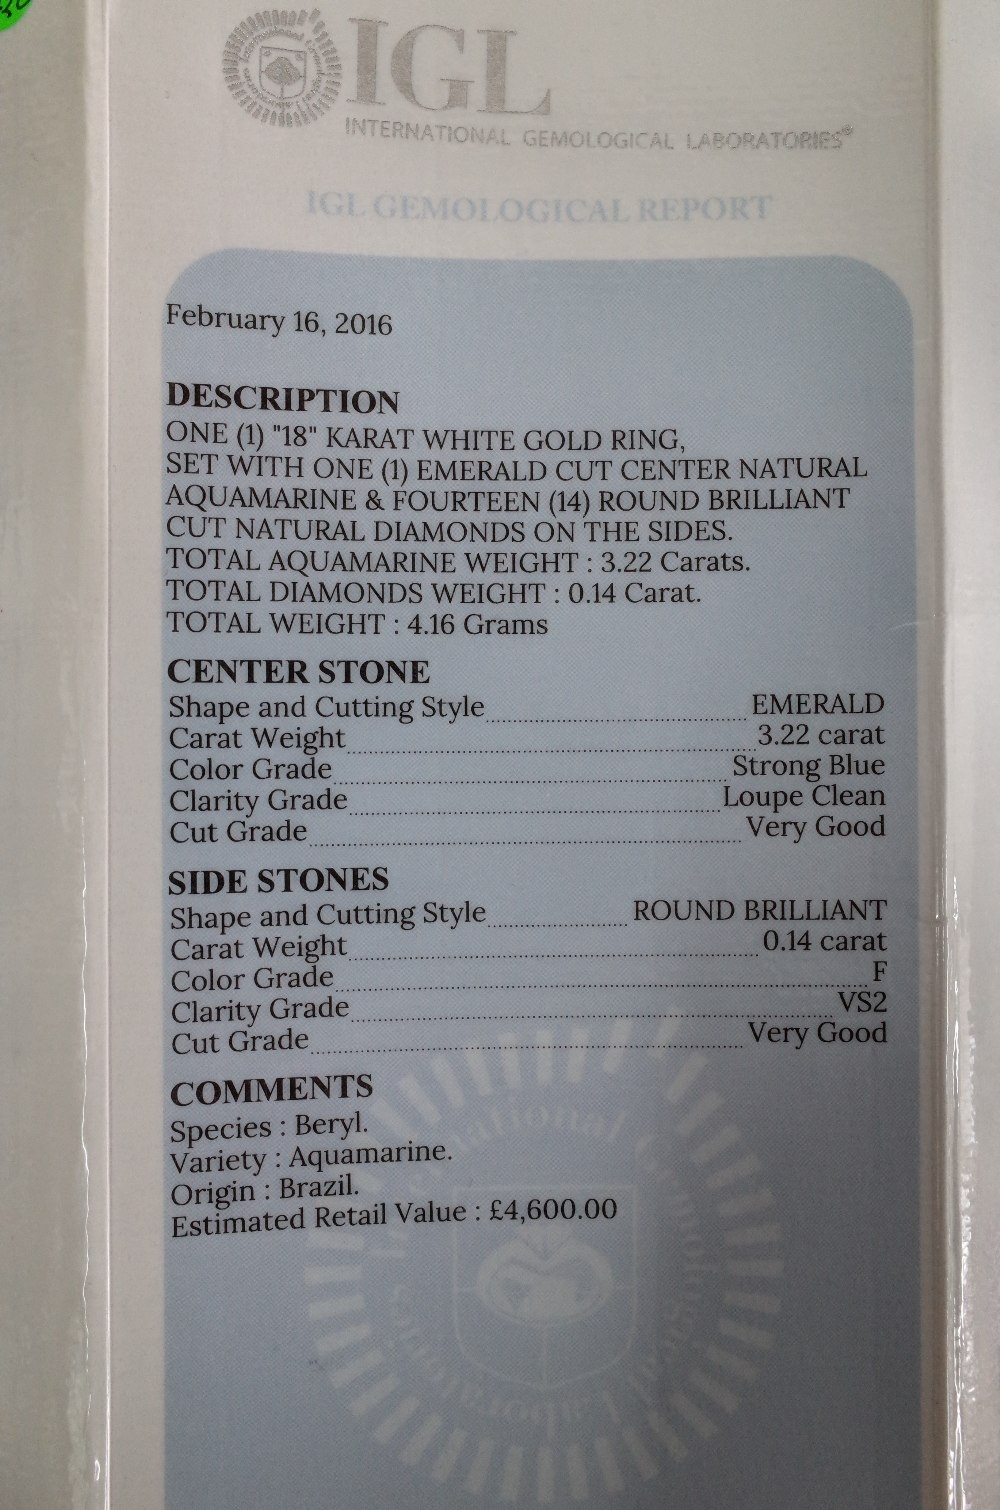 IGL
INTERNATIONAL GEMOLOGICAL LABORATORIES®
IGL GEMOLOGICAL REPORT
February 16, 2016
DESCRIPTION
ONE (1) "18" KARAT WHITE GOLD RING,
SET WITH ONE (1) EMERALD CUT CENTER NATURAL
AQUAMARINE & FOURTEEN (14) ROUND BRILLIANT
CUT NATURAL DIAMONDS ON THE SIDES.
TOTAL AQUAMARINE WEIGHT : 3.22 Carats.
TOTAL DIAMONDS WEIGHT : 0.14 Carat.
TOTAL WEIGHT : 4.16 Grams
CENTER STONE
Shape and Cutting Style EMERALD
Carat Weight 3.22 carat
Color Grade Strong Blue
Clarity Grade Loupe Clean
Cut Grade Very Good
SIDE STONES
Shape and Cutting Style ROUND BRILLIANT
Carat Weight 0.14 carat
Color Grade F
Clarity Grade VS2
Cut Grade Very Good
COMMENTS
Species : Beryl.
Variety : Aquamarine.
Origin : Brazil.
Estimated Retail Value : £4,600.00
International Gemological Laboratories